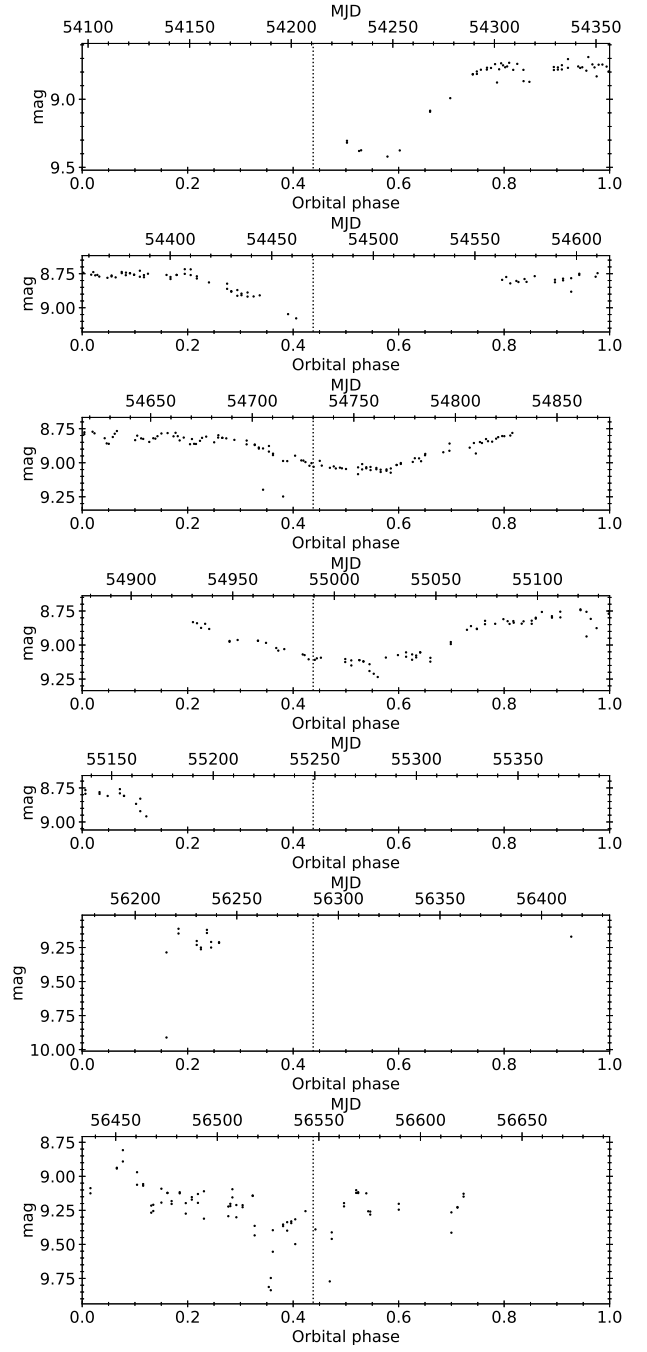 MJD
54100 54150 54200 54250 54300 54350
mag
9.0
9.5
0.0 0.2 0.4 0.6 0.8 1.0
Orbital phase
MJD
54400 54450 54500 54550 54600
mag
8.75
9.00
0.0 0.2 0.4 0.6 0.8 1.0
Orbital phase
MJD
54650 54700 54750 54800 54850
mag
8.75
9.00
9.25
0.0 0.2 0.4 0.6 0.8 1.0
Orbital phase
MJD
54900 54950 55000 55050 55100
mag
8.75
9.00
9.25
0.0 0.2 0.4 0.6 0.8 1.0
Orbital phase
MJD
55150 55200 55250 55300 55350
mag
8.75
9.00
0.0 0.2 0.4 0.6 0.8 1.0
Orbital phase
MJD
56200 56250 56300 56350 56400
mag
9.25
9.50
9.75
10.00
0.0 0.2 0.4 0.6 0.8 1.0
Orbital phase
MJD
56450 56500 56550 56600 56650
mag
8.75
9.00
9.25
9.50
9.75
0.0 0.2 0.4 0.6 0.8 1.0
Orbital phase